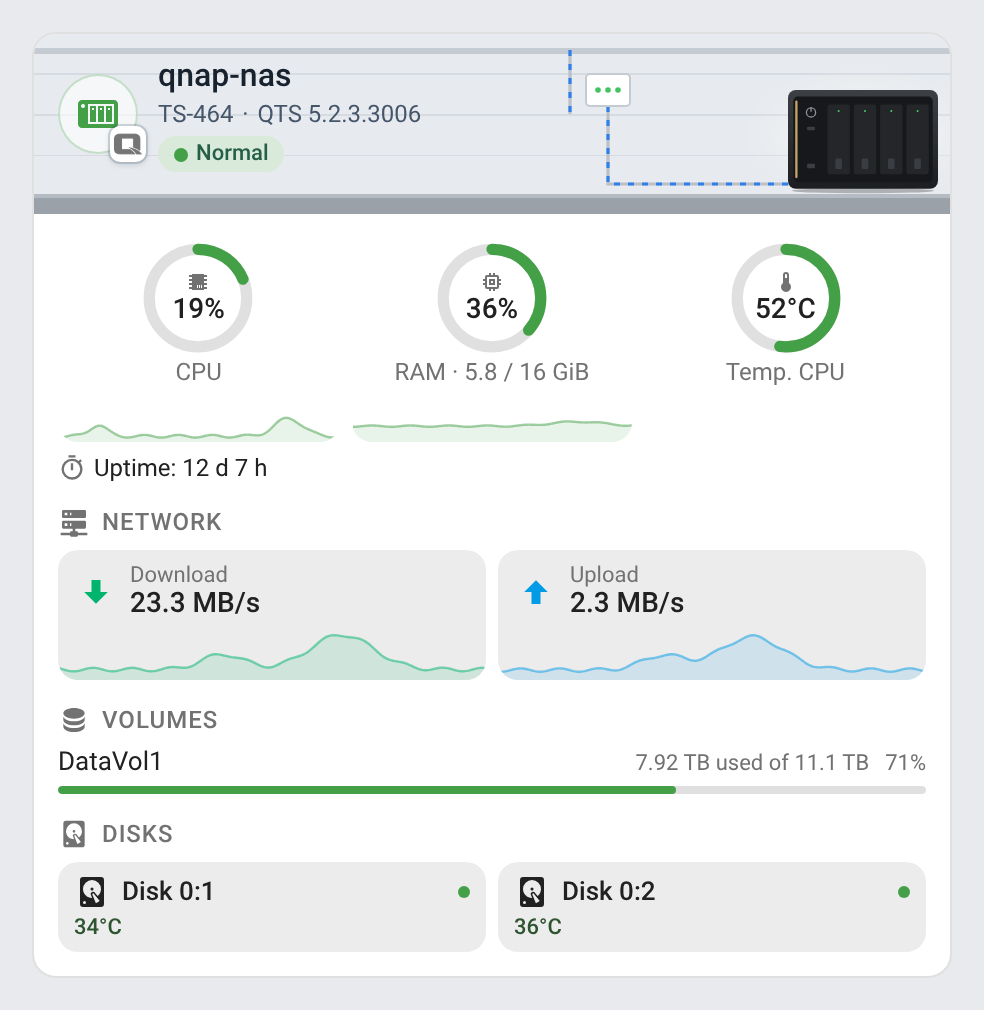 qnap-nas
TS-464 · QTS 5.2.3.3006
Normal
19%
36%
52°C
CPU
RAM · 5.8 / 16 GiB
Temp. CPU
Uptime: 12 d 7 h
NETWORK
Download
23.3 MB/s
Upload
2.3 MB/s
VOLUMES
DataVol1
7.92 TB used of 11.1 TB 71%
DISKS
Disk 0:1
34°C
Disk 0:2
36°C